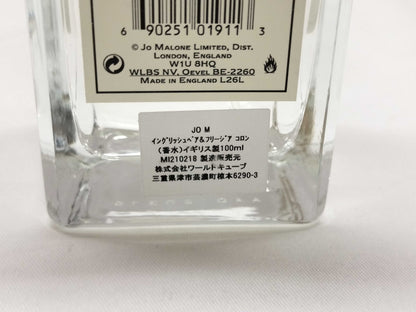 6 90251 01911 3
© Jo Malone Limited, Dist.
London, England
W1U 8HQ
WLBS NV. Oevel BE-2260
Made in England L26L
JO M
ｲﾝｸﾞﾘｯｼｭﾍﾟｱ＆ﾌﾘｰｼﾞｱ コロン
（香水）イギリス製100ml
MI210218 製造販売元
株式会社ワールドキューブ
三重県津市芸濃町椋本6290-3